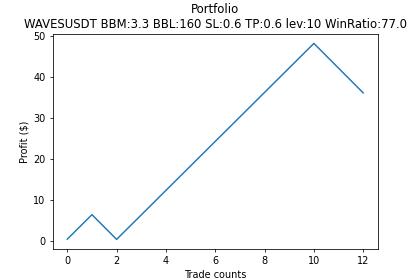 Portfolio
WAVESUSDT BBM:3.3 BBL:160 SL:0.6 TP:0.6 lev:10 WinRatio:77.0
50
40
30
20
10
0
Profit ($)
0 2 4 6 8 10 12
Trade counts